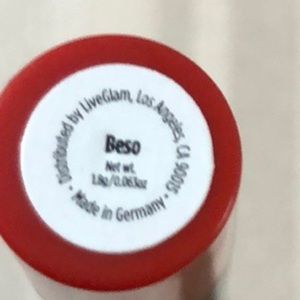 Distributed by LiveGlam, Los Angeles, CA 90015
Beso
Net wt.
1.8g/0.063oz
• Made in Germany •